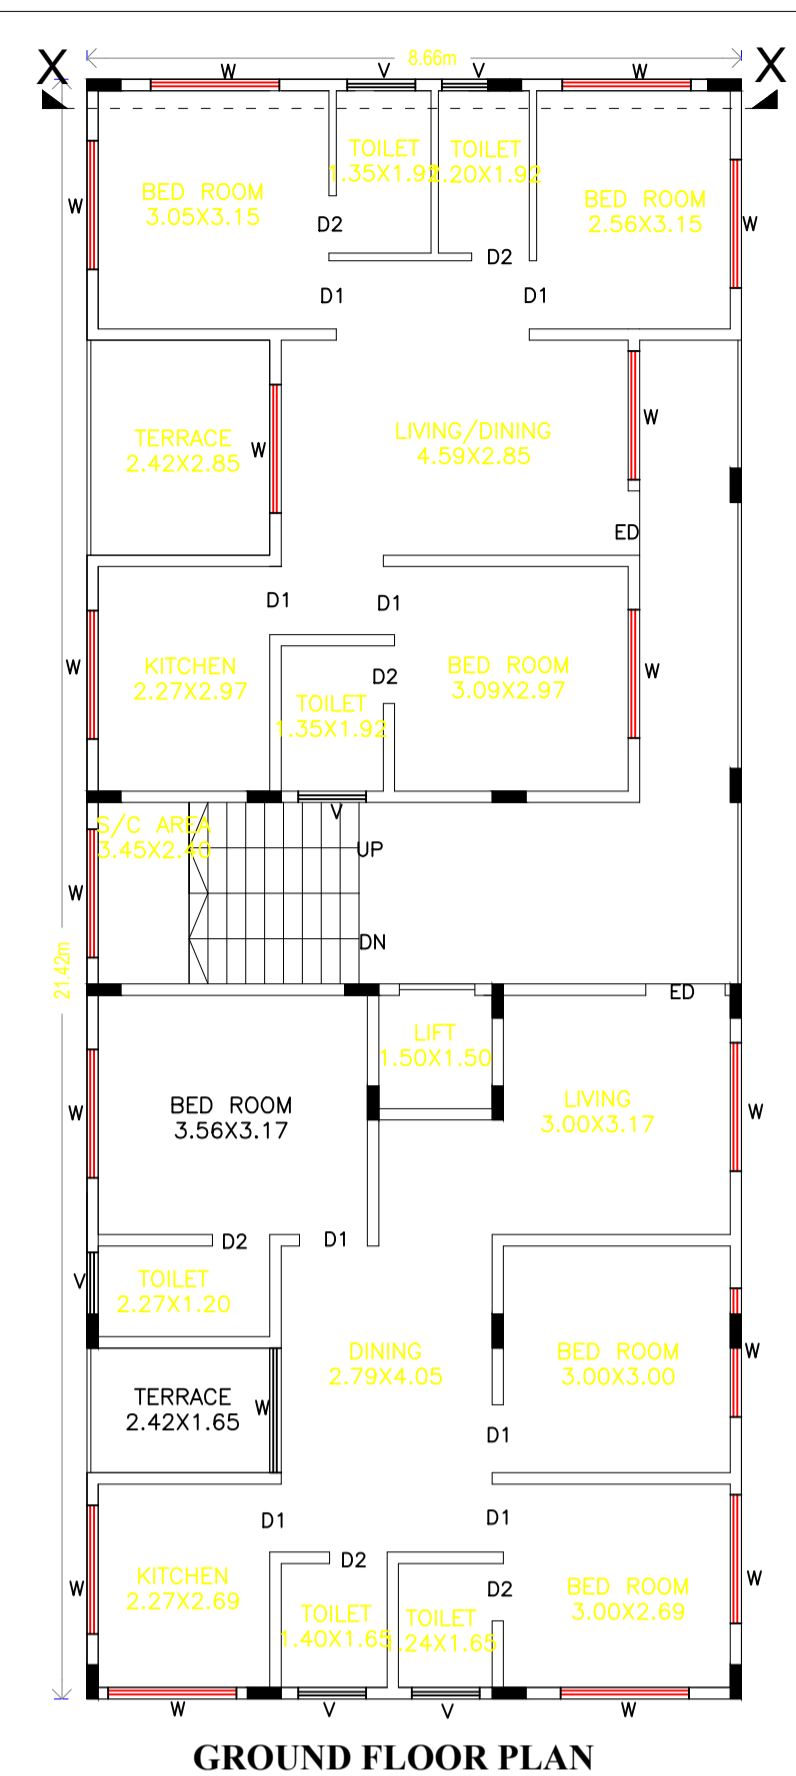 X
8.66m
X
W
V
V
W
TOILET
1.35X1.92
TOILET
1.20X1.92
BED ROOM
3.05X3.15
BED ROOM
2.56X3.15
W
W
D2
D2
D1
D1
W
LIVING/DINING
4.59X2.85
TERRACE
2.42X2.85
W
ED
D1
D1
KITCHEN
2.27X2.97
BED ROOM
3.09X2.97
W
W
D2
TOILET
1.35X1.92
V
S/C AREA
3.45X2.40
UP
W
DN
21.42m
ED
LIFT
1.50X1.50
BED ROOM
3.56X3.17
LIVING
3.00X3.17
W
W
D2
D1
V
TOILET
2.27X1.20
DINING
2.79X4.05
BED ROOM
3.00X3.00
W
TERRACE
2.42X1.65
W
D1
D1
D1
D2
KITCHEN
2.27X2.69
D2
BED ROOM
3.00X2.69
W
W
TOILET
1.40X1.65
TOILET
1.24X1.65
W
V
V
W
GROUND FLOOR PLAN